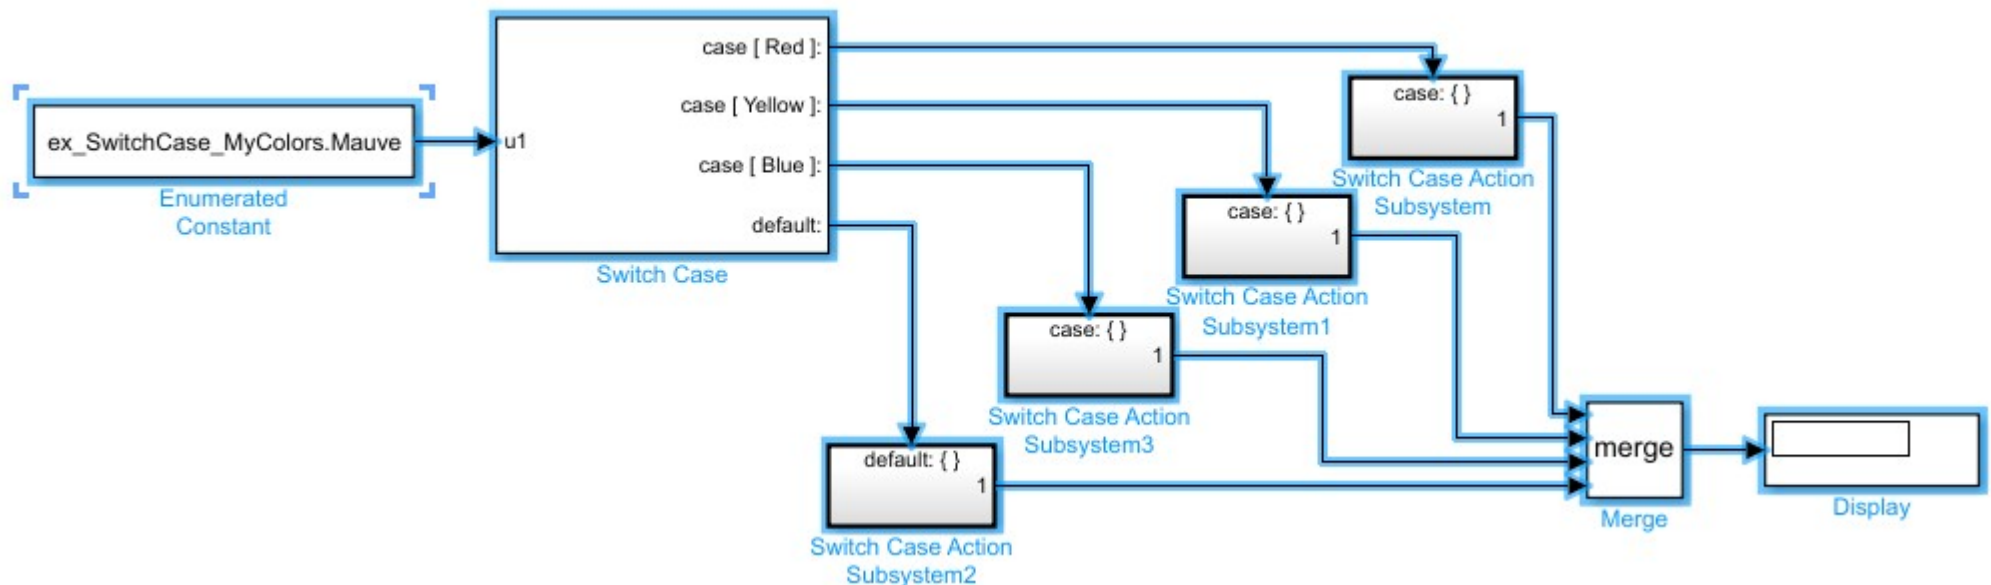 ex_SwitchCase_MyColors.Mauve
Enumerated
Constant
u1
case [ Red ]:
case [ Yellow ]:
case [ Blue ]:
default:
Switch Case
case: { }
1
Switch Case Action
Subsystem
case: { }
1
Switch Case Action
Subsystem1
case: { }
1
Switch Case Action
Subsystem3
default: { }
1
Switch Case Action
Subsystem2
merge
Merge
Display